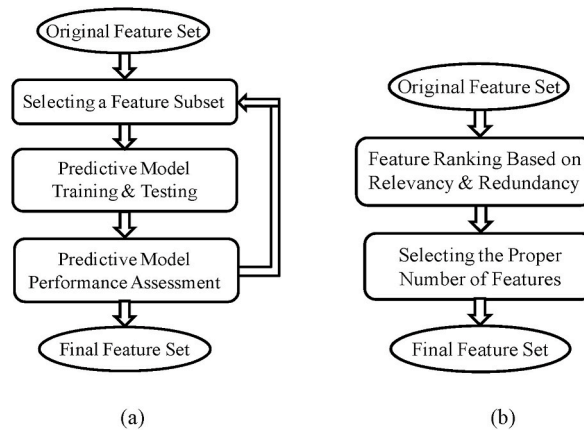 Original Feature Set
Selecting a Feature Subset
Predictive Model
Training & Testing
Predictive Model
Performance Assessment
Final Feature Set
(a)
Original Feature Set
Feature Ranking Based on
Relevancy & Redundancy
Selecting the Proper
Number of Features
Final Feature Set
(b)